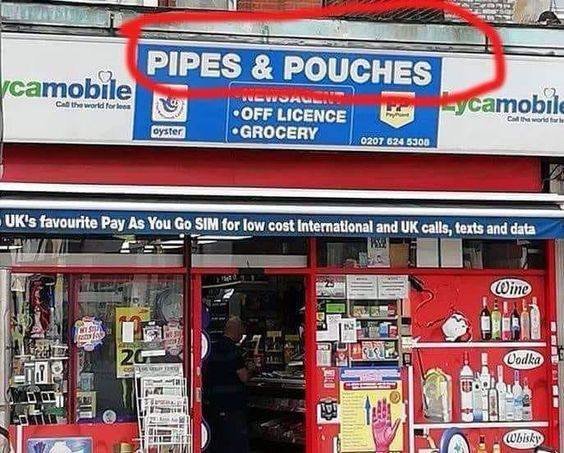 PIPES & POUCHES
ycamobile
Call the world for less
NEWSAGENT
• OFF LICENCE
• GROCERY
oyster
PayPoint
0207 624 5308
Lycamobile
Call the world for le
UK's favourite Pay As You Go SIM for low cost International and UK calls, texts and data
Wine
Vodka
Whisky